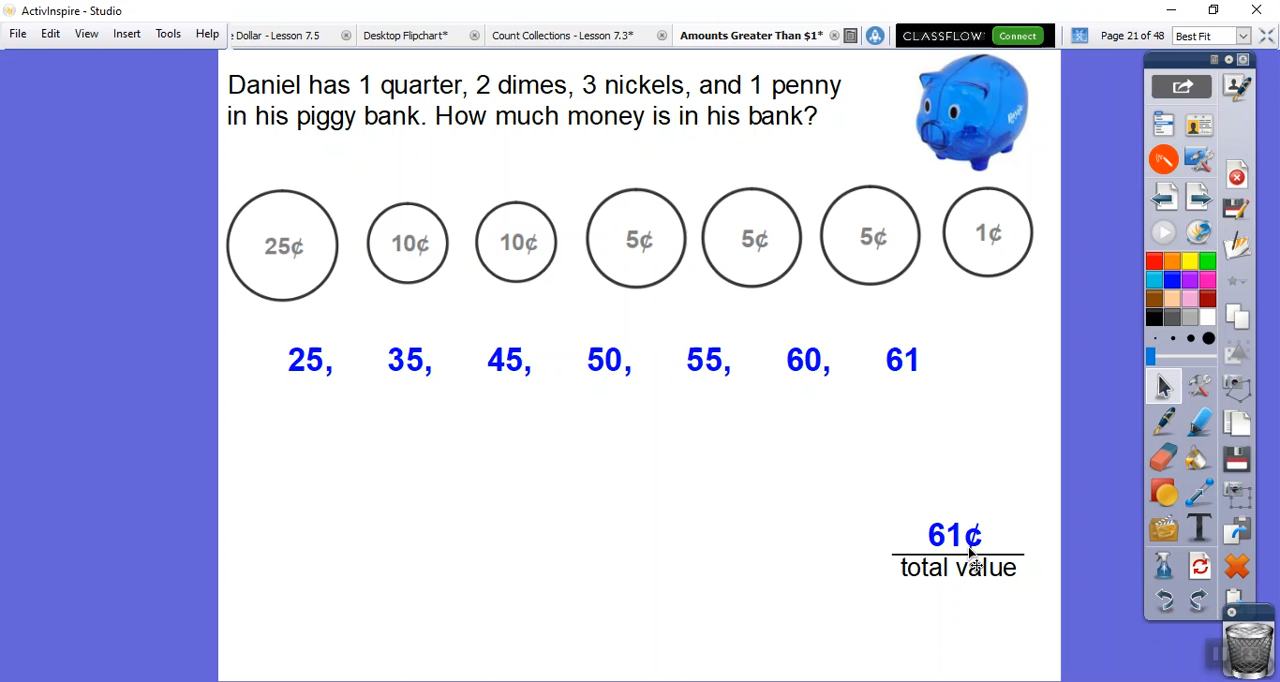 ActivInspire - Studio
File Edit View Insert Tools Help
e Dollar - Lesson 7.5 Desktop Flipchart* Count Collections - Lesson 7.3* Amounts Greater Than $1* CLASSFLOW Connect Page 21 of 48 Best Fit
Daniel has 1 quarter, 2 dimes, 3 nickels, and 1 penny
in his piggy bank. How much money is in his bank?
25¢ 10¢ 10¢ 5¢ 5¢ 5¢ 1¢
25, 35, 45, 50, 55, 60, 61
61¢
total value